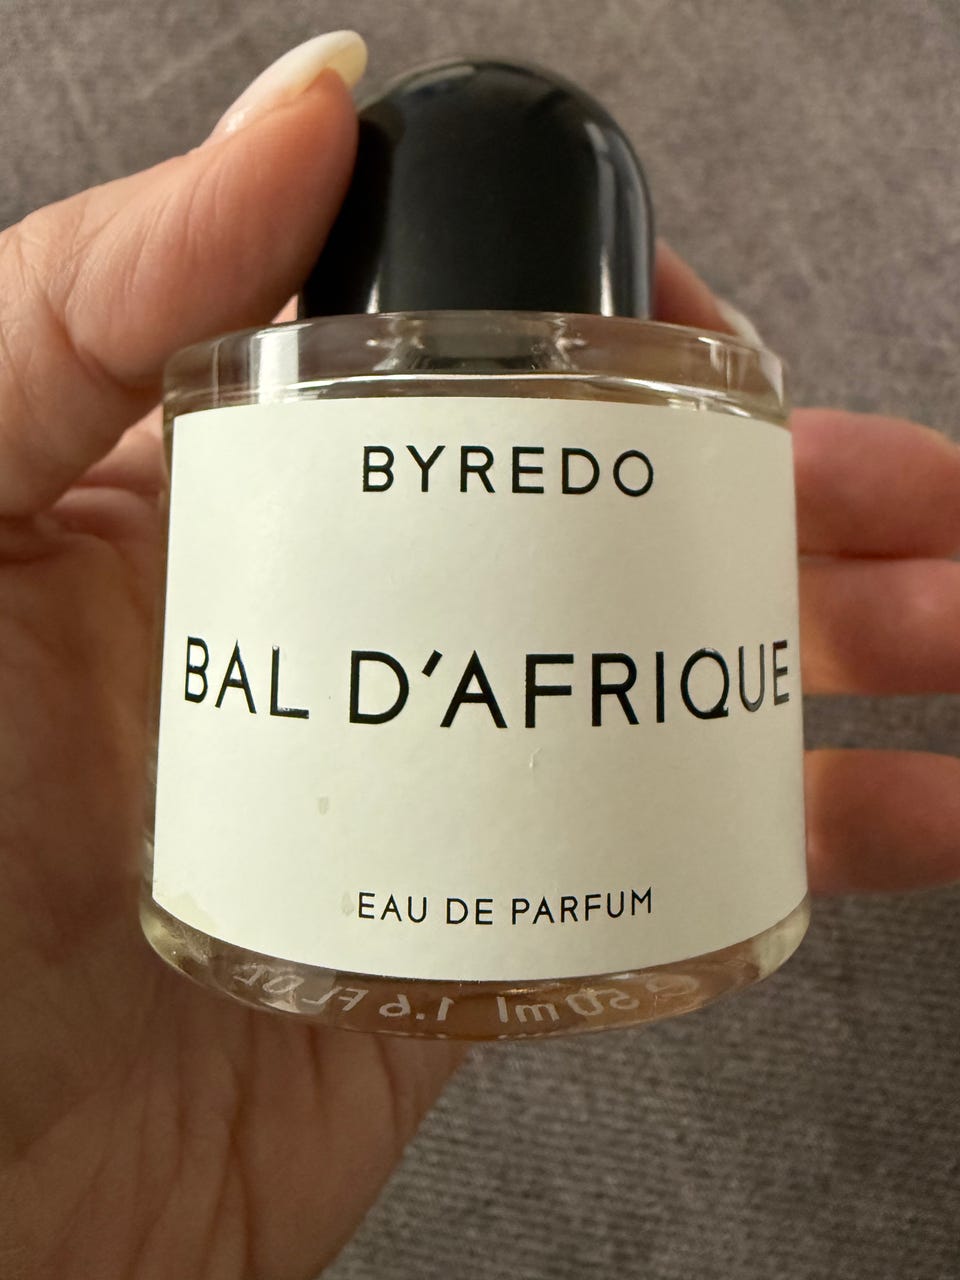 BYREDO
BAL D'AFRIQUE
EAU DE PARFUM
℮ 50ml 1.6 FL OZ